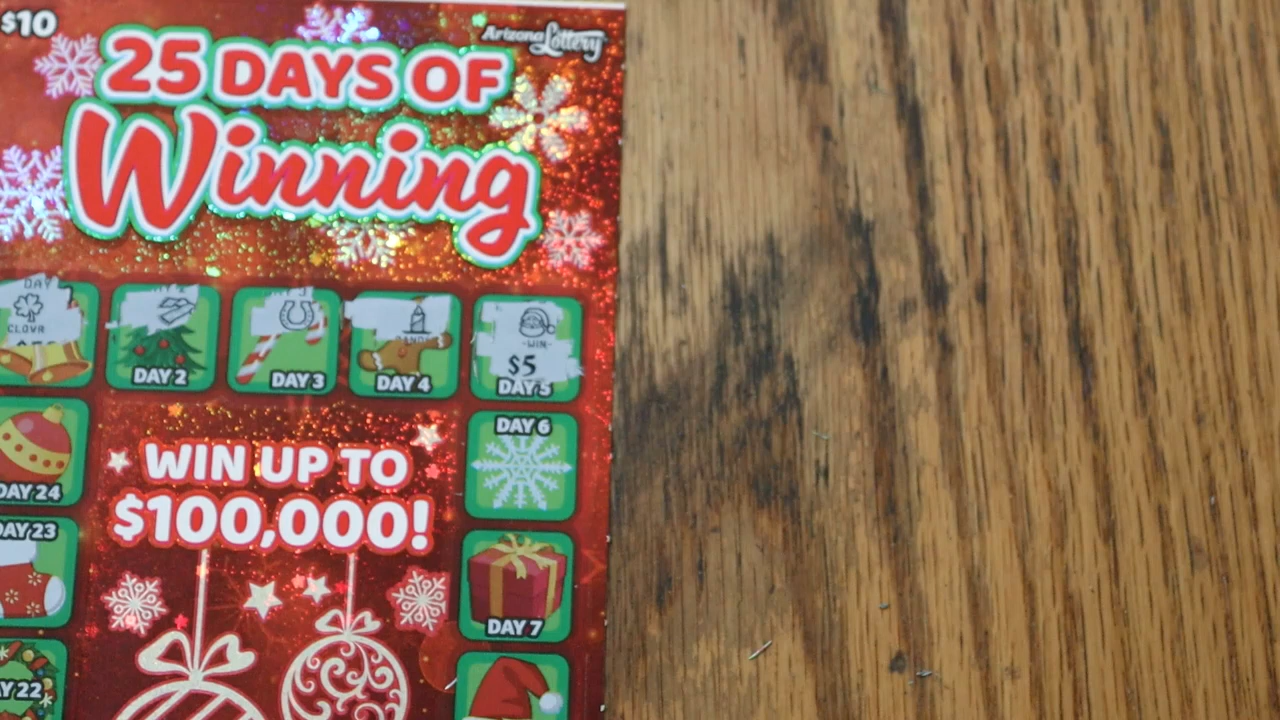 $10
Arizona Lottery
25 DAYS OF
Winning
DAY
CLOVR
-WIN-
$5
DAY 2
DAY 3
DAY 4
DAY 5
DAY 6
WIN UP TO
$100,000!
DAY 24
DAY 23
DAY 7
AY 22